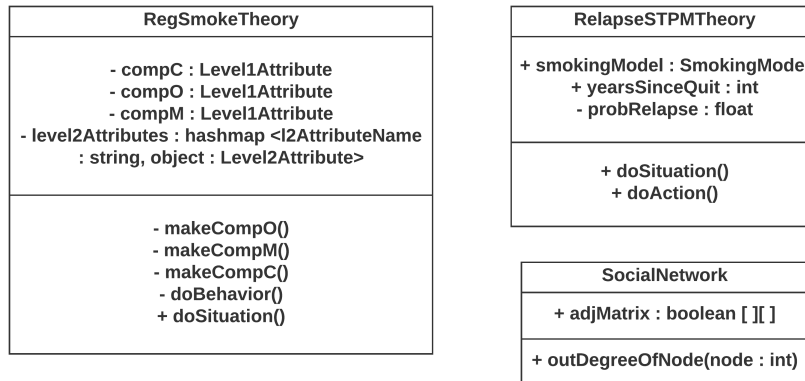 RegSmokeTheory
- compC : Level1Attribute
- compO : Level1Attribute
- compM : Level1Attribute
- level2Attributes : hashmap <l2AttributeName
: string, object : Level2Attribute>
- makeCompO()
- makeCompM()
- makeCompC()
- doBehavior()
+ doSituation()
RelapseSTPMTheory
+ smokingModel : SmokingMode
+ yearsSinceQuit : int
- probRelapse : float
+ doSituation()
+ doAction()
SocialNetwork
+ adjMatrix : boolean [ ][ ]
+ outDegreeOfNode(node : int)